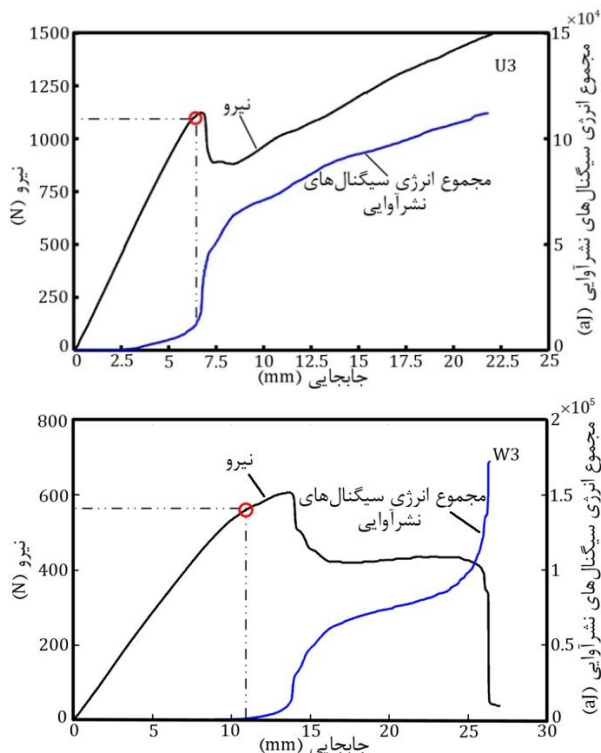 ×10⁴
1500
1250
1000
750
500
250
0
نیرو (N)
U3
نیرو
مجموع انرژی سیگنال‌های
نشرآوایی
15
10
5
0
مجموع انرژی سیگنال‌های نشرآوایی (aJ)
0 2.5 5 7.5 10 12.5 15 17.5 20 22.5 25
جابجایی (mm)
×10⁵
800
600
400
200
0
نیرو (N)
W3
نیرو
مجموع انرژی سیگنال‌های
نشرآوایی
2
1.5
1
0.5
0
مجموع انرژی سیگنال‌های نشرآوایی (aJ)
0 5 10 15 20 25 30
جابجایی (mm)